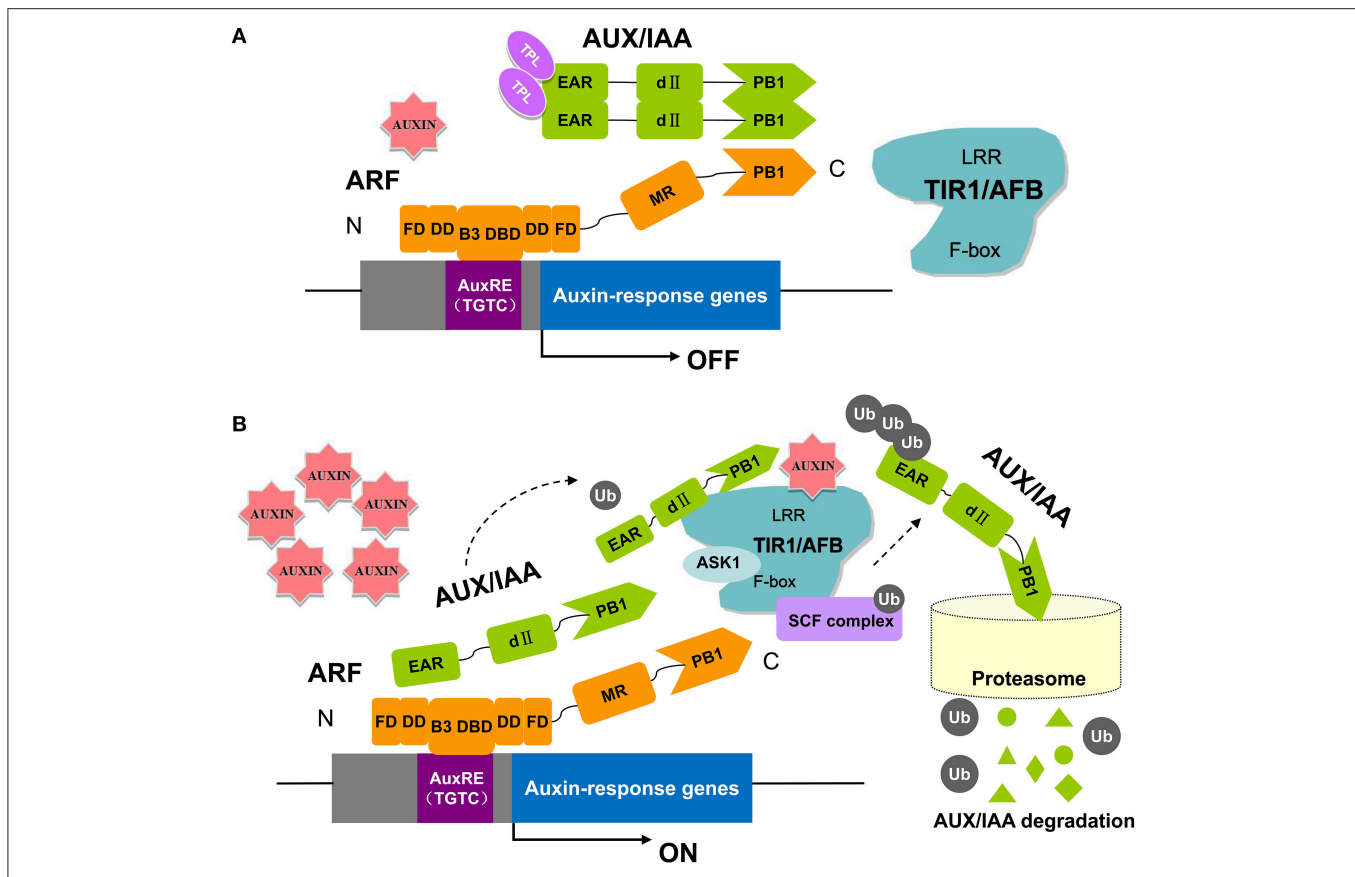 A
AUX/IAA
TPL
TPL
EAR
dⅡ
PB1
EAR
dⅡ
PB1
AUXIN
ARF
N
FD
DD
B3 DBD
DD
FD
MR
PB1
C
LRR
TIR1/AFB
F-box
AuxRE
(TGTC)
Auxin-response genes
OFF
B
AUXIN
AUXIN
AUXIN
AUXIN
AUXIN
AUX/IAA
Ub
EAR
dⅡ
PB1
AUXIN
LRR
TIR1/AFB
ASK1
F-box
Ub
SCF complex
Ub
Ub
Ub
EAR
dⅡ
PB1
AUX/IAA
Proteasome
Ub
Ub
Ub
AUX/IAA degradation
EAR
dⅡ
PB1
ARF
N
FD
DD
B3 DBD
DD
FD
MR
PB1
C
AuxRE
(TGTC)
Auxin-response genes
ON